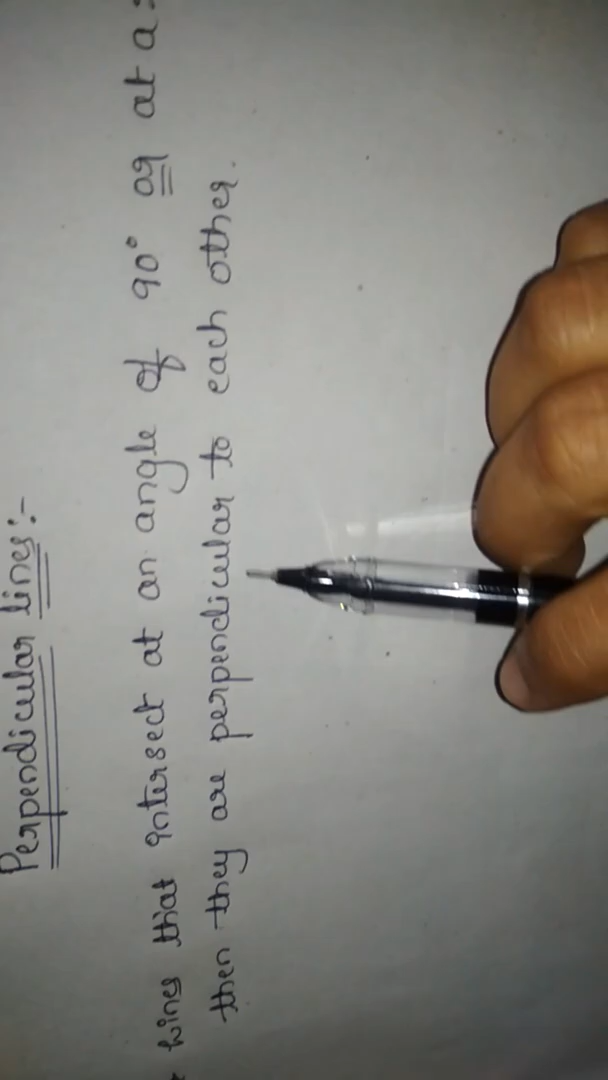 Perpendicular lines:-
Lines that intersect at an angle of 90° or at a
then they are perpendicular to each other.